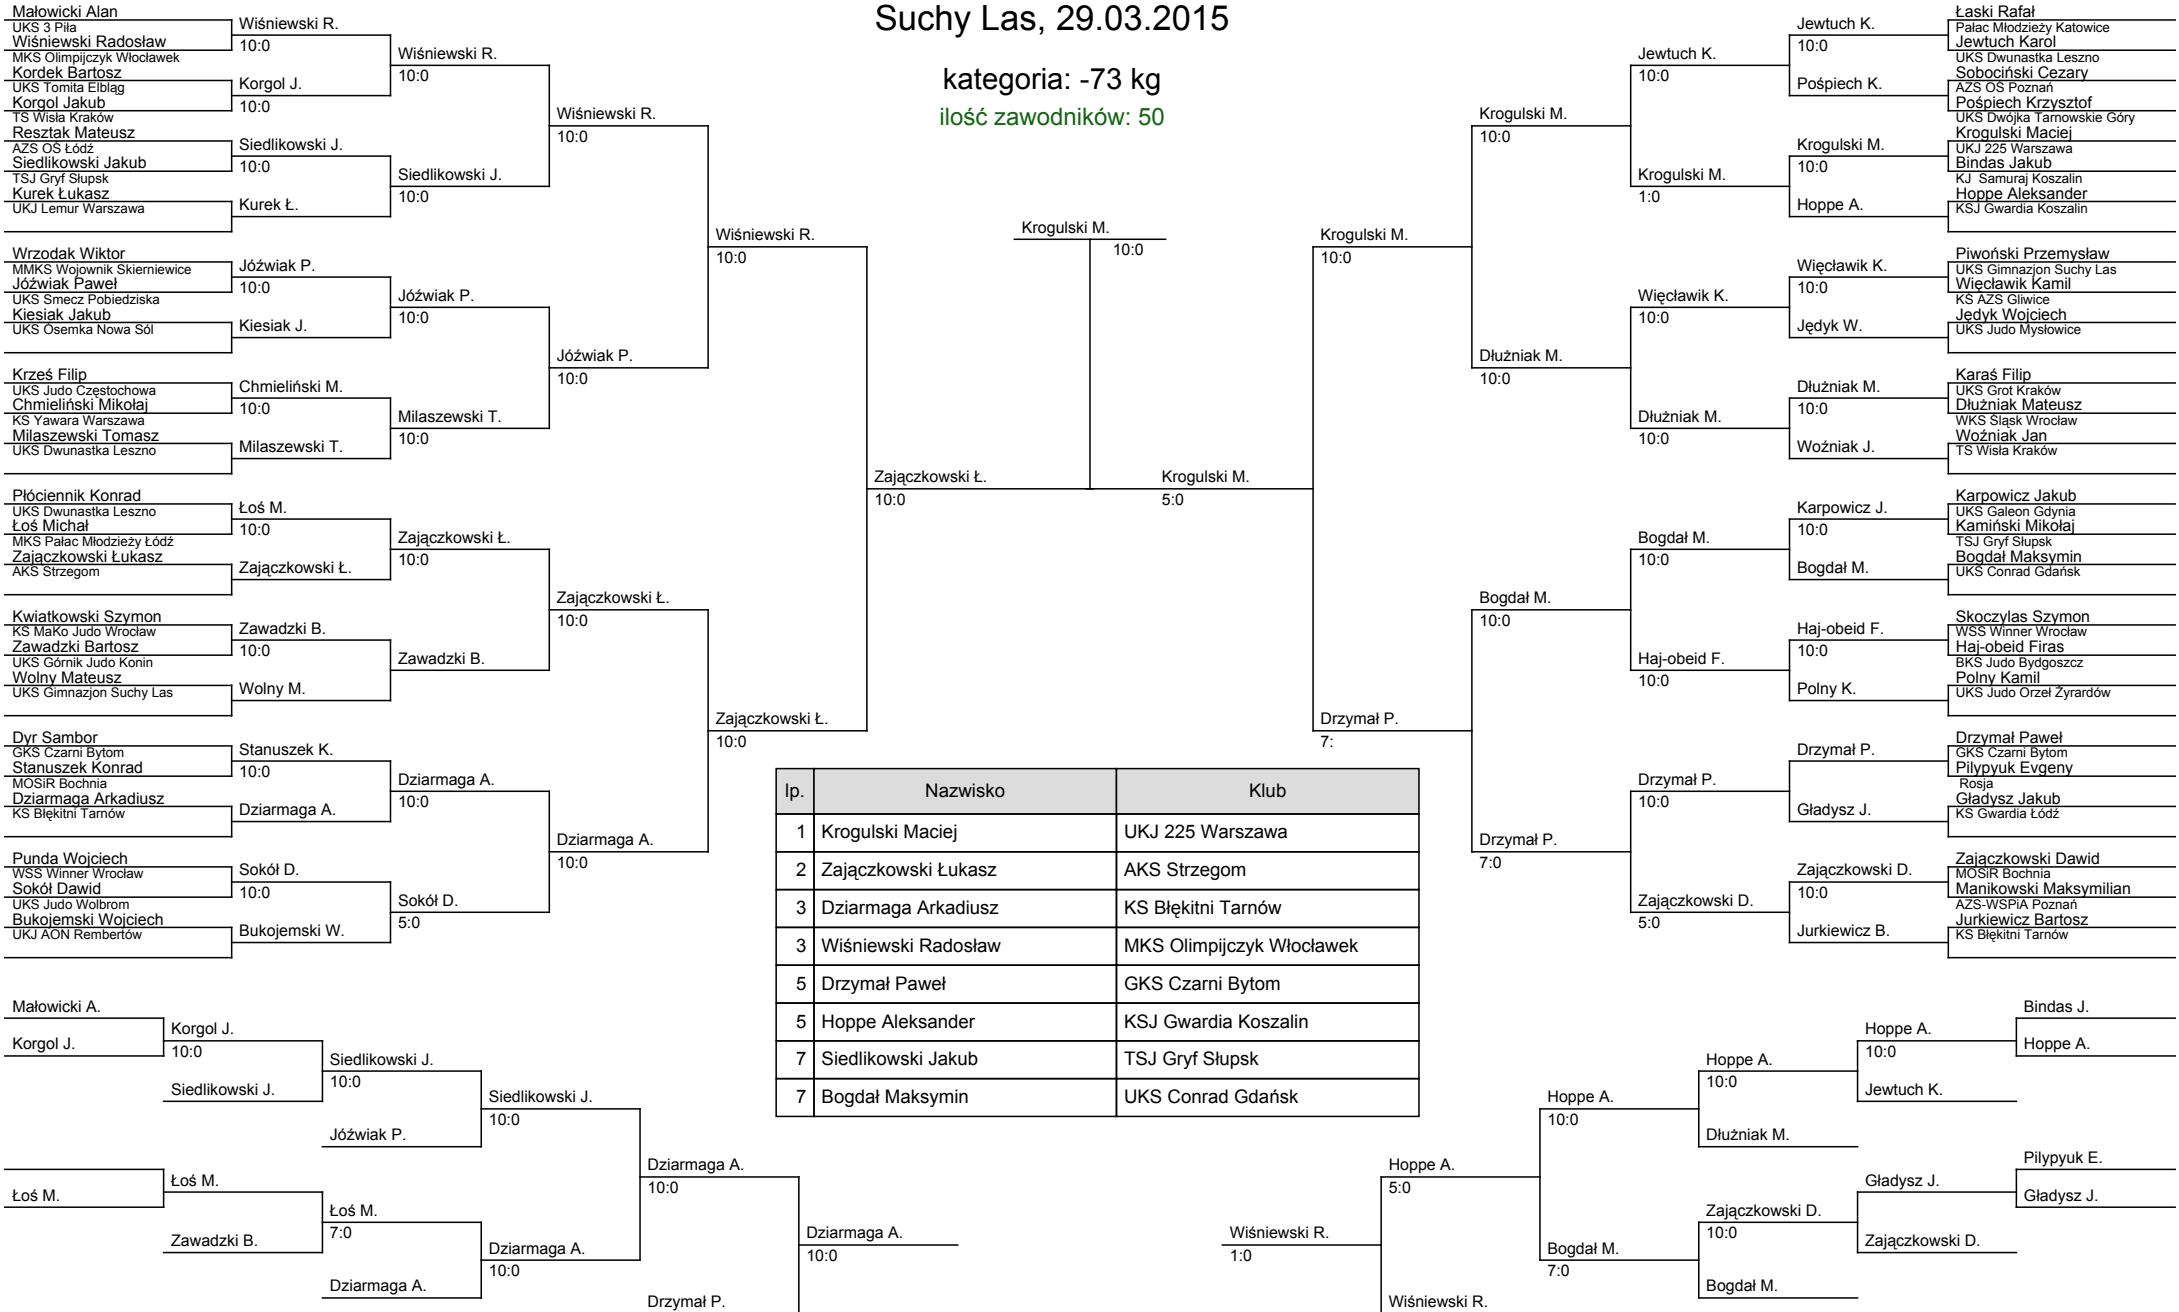 Suchy Las, 29.03.2015
kategoria: -73 kg
ilość zawodników: 50
Małowicki Alan
UKS 3 Piła
Wiśniewski Radosław
MKS Olimpijczyk Włocławek
Kordek Bartosz
UKS Tomita Elbląg
Korgol Jakub
TS Wisła Kraków
Resztak Mateusz
AZS OŚ Łódź
Siedlikowski Jakub
TSJ Gryf Słupsk
Kurek Łukasz
UKJ Lemur Warszawa
Wrzodak Wiktor
MMKS Wojownik Skierniewice
Jóźwiak Paweł
UKS Smecz Pobiedziska
Kiesiak Jakub
UKS Ósemka Nowa Sól
Krześ Filip
UKS Judo Częstochowa
Chmieliński Mikołaj
KS Yawara Warszawa
Milaszewski Tomasz
UKS Dwunastka Leszno
Płóciennik Konrad
UKS Dwunastka Leszno
Łoś Michał
MKS Pałac Młodzieży Łódź
Zajączkowski Łukasz
AKS Strzegom
Kwiatkowski Szymon
KS MaKo Judo Wrocław
Zawadzki Bartosz
UKS Górnik Judo Konin
Wolny Mateusz
UKS Gimnazjon Suchy Las
Dyr Sambor
GKS Czarni Bytom
Stanuszek Konrad
MOSiR Bochnia
Dziarmaga Arkadiusz
KS Błękitni Tarnów
Punda Wojciech
WSS Winner Wrocław
Sokół Dawid
UKS Judo Wolbrom
Bukojemski Wojciech
UKJ AON Rembertów
Wiśniewski R.
10:0
Korgol J.
10:0
Siedlikowski J.
10:0
Kurek Ł.
Jóźwiak P.
10:0
Kiesiak J.
Chmieliński M.
10:0
Milaszewski T.
Łoś M.
10:0
Zajączkowski Ł.
Zawadzki B.
10:0
Wolny M.
Stanuszek K.
10:0
Dziarmaga A.
Sokół D.
10:0
Bukojemski W.
Wiśniewski R.
10:0
Siedlikowski J.
10:0
Jóźwiak P.
10:0
Milaszewski T.
10:0
Zajączkowski Ł.
10:0
Zawadzki B.
Dziarmaga A.
10:0
Sokół D.
5:0
Wiśniewski R.
10:0
Jóźwiak P.
10:0
Zajączkowski Ł.
10:0
Dziarmaga A.
10:0
Wiśniewski R.
10:0
Zajączkowski Ł.
10:0
Zajączkowski Ł.
10:0
Krogulski M.
10:0
Krogulski M.
5:0
Krogulski M.
10:0
Drzymał P.
7:
Krogulski M.
10:0
Dłużniak M.
10:0
Bogdał M.
10:0
Drzymał P.
7:0
Jewtuch K.
10:0
Krogulski M.
1:0
Więcławik K.
10:0
Dłużniak M.
10:0
Bogdał M.
10:0
Haj-obeid F.
10:0
Drzymał P.
10:0
Zajączkowski D.
5:0
Jewtuch K.
10:0
Pośpiech K.
Krogulski M.
10:0
Hoppe A.
Więcławik K.
10:0
Jędyk W.
Dłużniak M.
10:0
Woźniak J.
Karpowicz J.
10:0
Bogdał M.
Haj-obeid F.
10:0
Polny K.
Drzymał P.
Gładysz J.
Zajączkowski D.
10:0
Jurkiewicz B.
Łaski Rafał
Pałac Młodzieży Katowice
Jewtuch Karol
UKS Dwunastka Leszno
Sobociński Cezary
AZS OŚ Poznań
Pośpiech Krzysztof
UKS Dwójka Tarnowskie Góry
Krogulski Maciej
UKJ 225 Warszawa
Bindas Jakub
KJ Samuraj Koszalin
Hoppe Aleksander
KSJ Gwardia Koszalin
Piwoński Przemysław
UKS Gimnazjon Suchy Las
Więcławik Kamil
KŚ AZS Gliwice
Jędyk Wojciech
UKS Judo Mysłowice
Karaś Filip
UKS Grot Kraków
Dłużniak Mateusz
WKS Śląsk Wrocław
Woźniak Jan
TS Wisła Kraków
Karpowicz Jakub
UKS Galeon Gdynia
Kamiński Mikołaj
TSJ Gryf Słupsk
Bogdał Maksymin
UKS Conrad Gdańsk
Skoczylas Szymon
WSS Winner Wrocław
Haj-obeid Firas
BKS Judo Bydgoszcz
Polny Kamil
UKS Judo Orzeł Żyrardów
Drzymał Paweł
GKS Czarni Bytom
Pilypyuk Evgeny
Rosja
Gładysz Jakub
KS Gwardia Łódź
Zajączkowski Dawid
MOSiR Bochnia
Manikowski Maksymilian
AZS-WSPiA Poznań
Jurkiewicz Bartosz
KS Błękitni Tarnów
lp. Nazwisko Klub
1 Krogulski Maciej UKJ 225 Warszawa
2 Zajączkowski Łukasz AKS Strzegom
3 Dziarmaga Arkadiusz KS Błękitni Tarnów
3 Wiśniewski Radosław MKS Olimpijczyk Włocławek
5 Drzymał Paweł GKS Czarni Bytom
5 Hoppe Aleksander KSJ Gwardia Koszalin
7 Siedlikowski Jakub TSJ Gryf Słupsk
7 Bogdał Maksymin UKS Conrad Gdańsk
Małowicki A.
Korgol J.
Łoś M.
Korgol J.
10:0
Siedlikowski J.
Łoś M.
Zawadzki B.
Siedlikowski J.
10:0
Jóźwiak P.
Łoś M.
7:0
Dziarmaga A.
Siedlikowski J.
10:0
Dziarmaga A.
10:0
Dziarmaga A.
10:0
Drzymał P.
Dziarmaga A.
10:0
Wiśniewski R.
1:0
Hoppe A.
5:0
Wiśniewski R.
Hoppe A.
10:0
Bogdał M.
7:0
Hoppe A.
10:0
Dłużniak M.
Zajączkowski D.
10:0
Bogdał M.
Hoppe A.
10:0
Jewtuch K.
Gładysz J.
Zajączkowski D.
Bindas J.
Hoppe A.
Pilypyuk E.
Gładysz J.